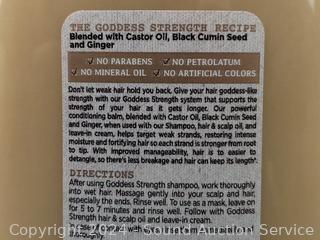 THE GODDESS STRENGTH RECIPE
Blended with Castor Oil, Black Cumin Seed
and Ginger
✓ NO PARABENS ✓ NO PETROLATUM
✓ NO MINERAL OIL ✓ NO ARTIFICIAL COLORS
Don't let weak hair hold you back. Give your hair goddess-like
strength with our Goddess Strength system that supports the
strength of your hair as it gets longer. Our powerful
conditioning balm, blended with Castor Oil, Black Cumin Seed
and Ginger, when used with our Shampoo, hair & scalp oil, and
leave-in cream, helps target weak strands, restoring intense
moisture and fortifying hair so each strand is stronger from root
to tip. With improved manageability, hair is easier to
detangle, so there's less breakage and hair can keep its length*.
DIRECTIONS
After using Goddess Strength shampoo, work thoroughly
into wet hair. Massage gently into your scalp and hair,
especially the ends. Rinse well. To use as a mask, leave on
for 5 to 7 minutes and rinse well. Follow with Goddess
Strength hair & scalp oil and leave-in cream.
thoroughly.
Copyright 2024 - InstinctAuction